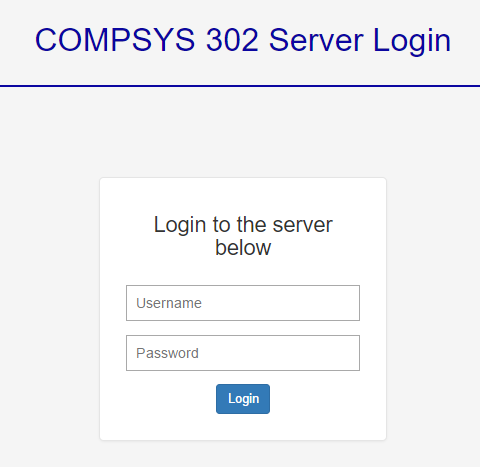 COMPSYS 302 Server Login
Login to the server
below
Username
Password
Login